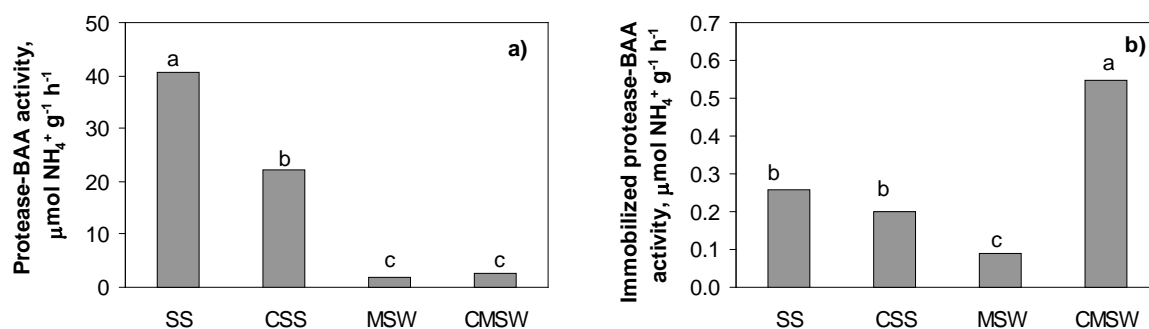 Protease-BAA activity,
μmol NH₄⁺ g⁻¹ h⁻¹
50
40
30
20
10
0
a)
a
b
c
c
SS CSS MSW CMSW
Immobilized protease-BAA
activity, μmol NH₄⁺ g⁻¹ h⁻¹
0.7
0.6
0.5
0.4
0.3
0.2
0.1
0.0
b)
b
b
c
a
SS CSS MSW CMSW